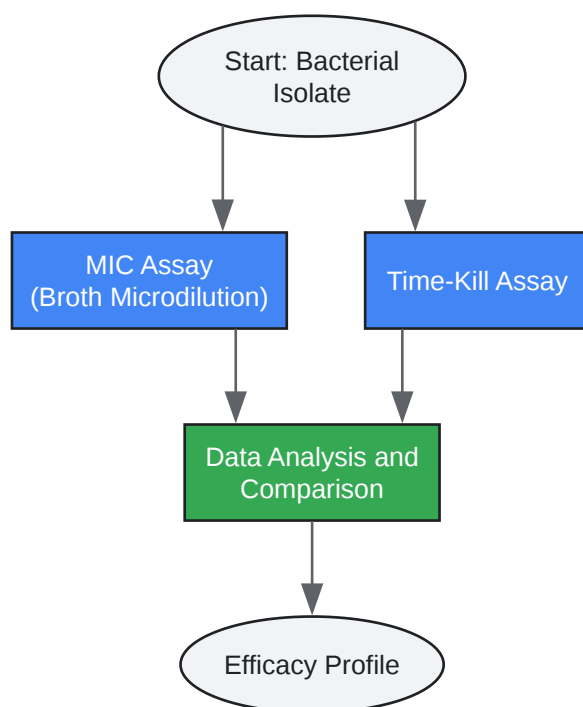 Start: Bacterial
Isolate
MIC Assay
(Broth Microdilution)
Time-Kill Assay
Data Analysis and
Comparison
Efficacy Profile